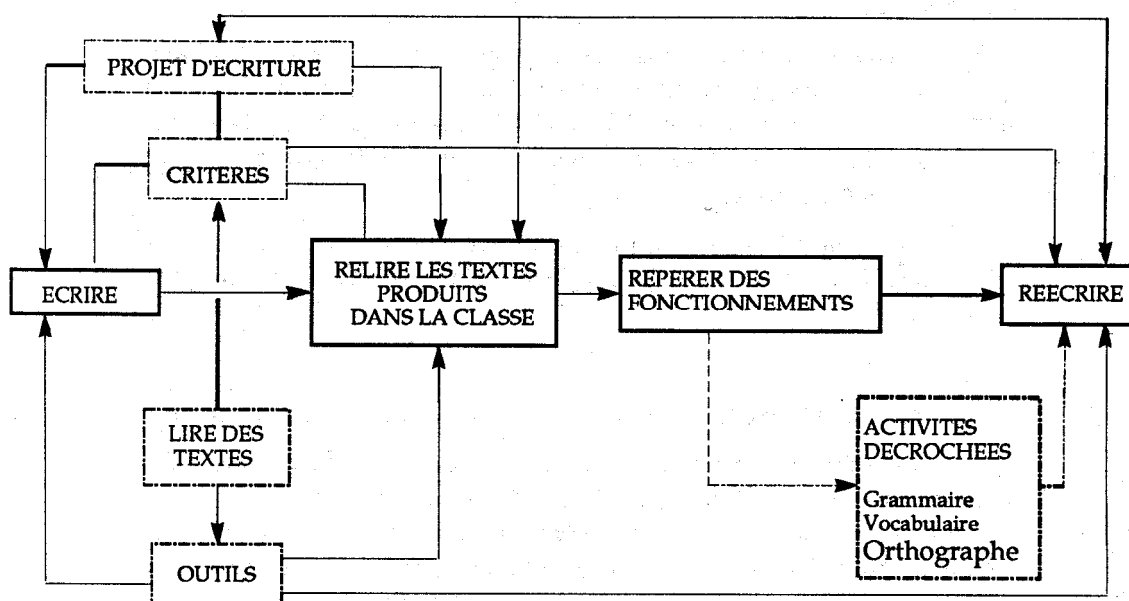 PROJET D'ECRITURE
CRITERES
ECRIRE
RELIRE LES TEXTES
PRODUITS
DANS LA CLASSE
REPERER DES
FONCTIONNEMENTS
REECRIRE
LIRE DES
TEXTES
ACTIVITES
DECROCHEES
Grammaire
Vocabulaire
Orthographe
OUTILS